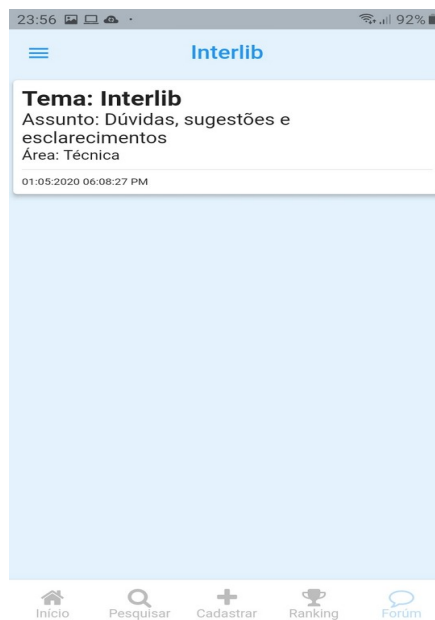 23:56 92%
Interlib
Tema: Interlib
Assunto: Dúvidas, sugestões e
esclarecimentos
Área: Técnica
01:05:2020 06:08:27 PM
Início Pesquisar Cadastrar Ranking Forúm